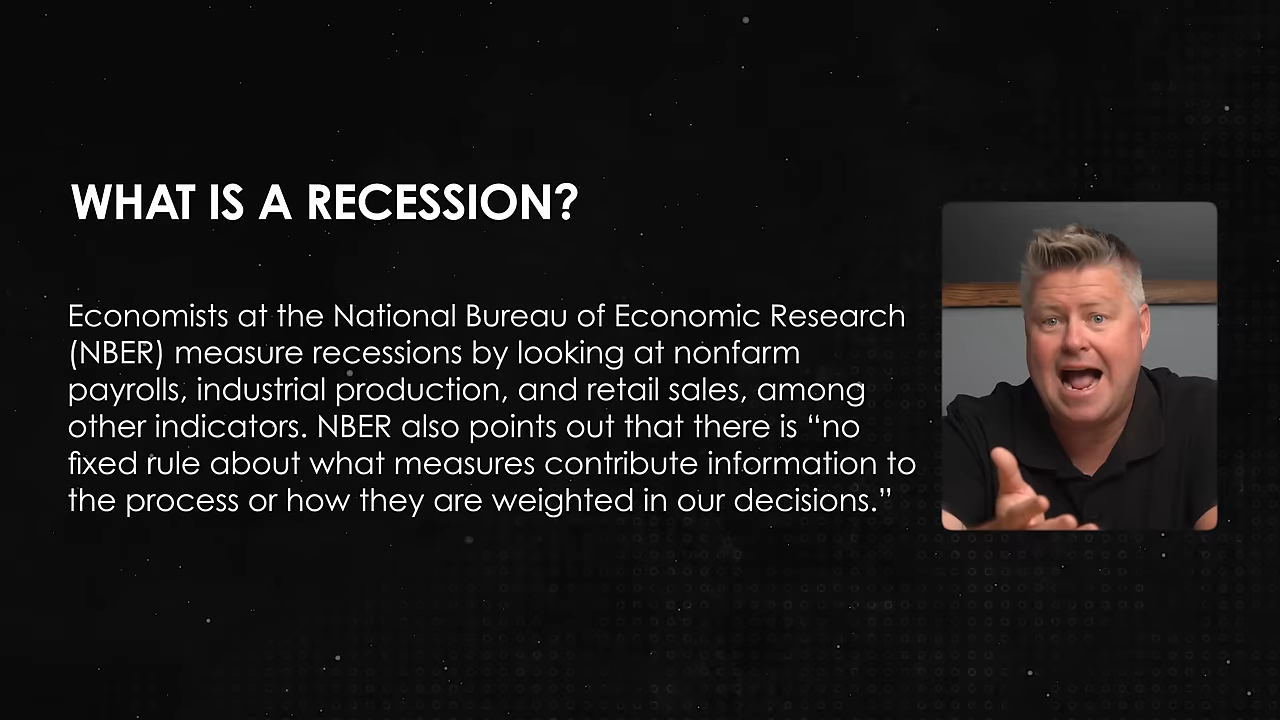 WHAT IS A RECESSION?
Economists at the National Bureau of Economic Research
(NBER) measure recessions by looking at nonfarm
payrolls, industrial production, and retail sales, among
other indicators. NBER also points out that there is “no
fixed rule about what measures contribute information to
the process or how they are weighted in our decisions.”